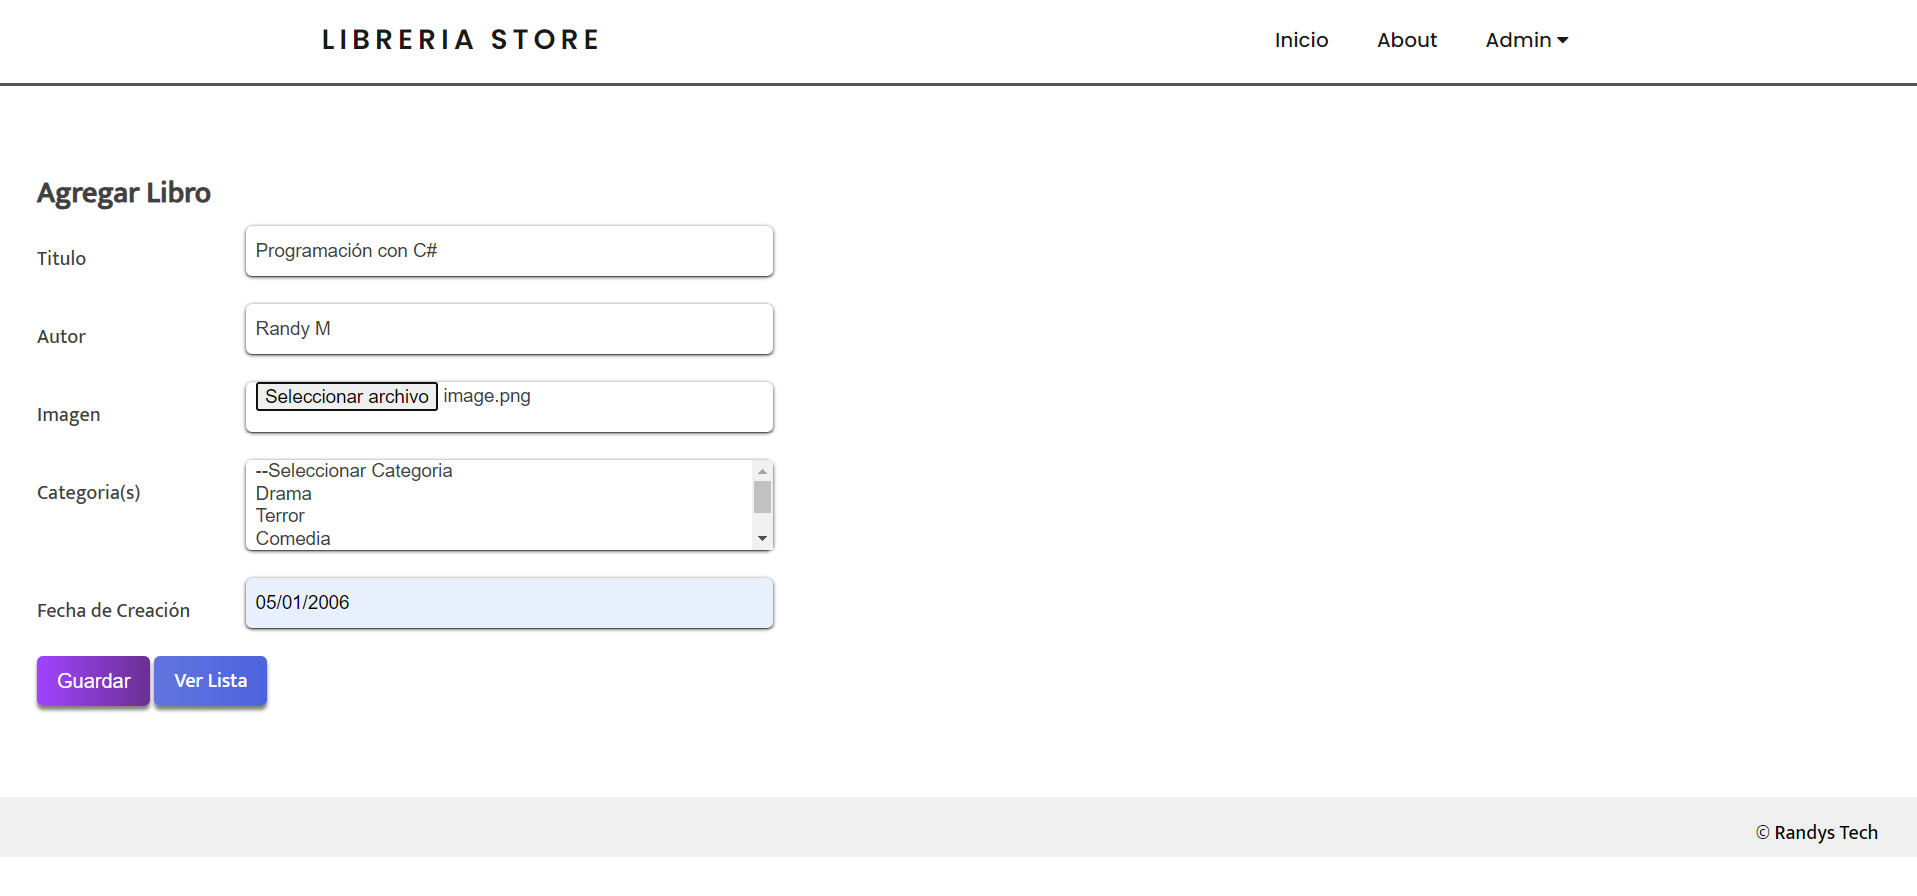 LIBRERIA STORE
Inicio About Admin
Agregar Libro
Titulo Programación con C#
Autor Randy M
Imagen Seleccionar archivo image.png
Categoria(s) --Seleccionar Categoria
Drama
Terror
Comedia
Fecha de Creación 05/01/2006
Guardar Ver Lista
© Randys Tech